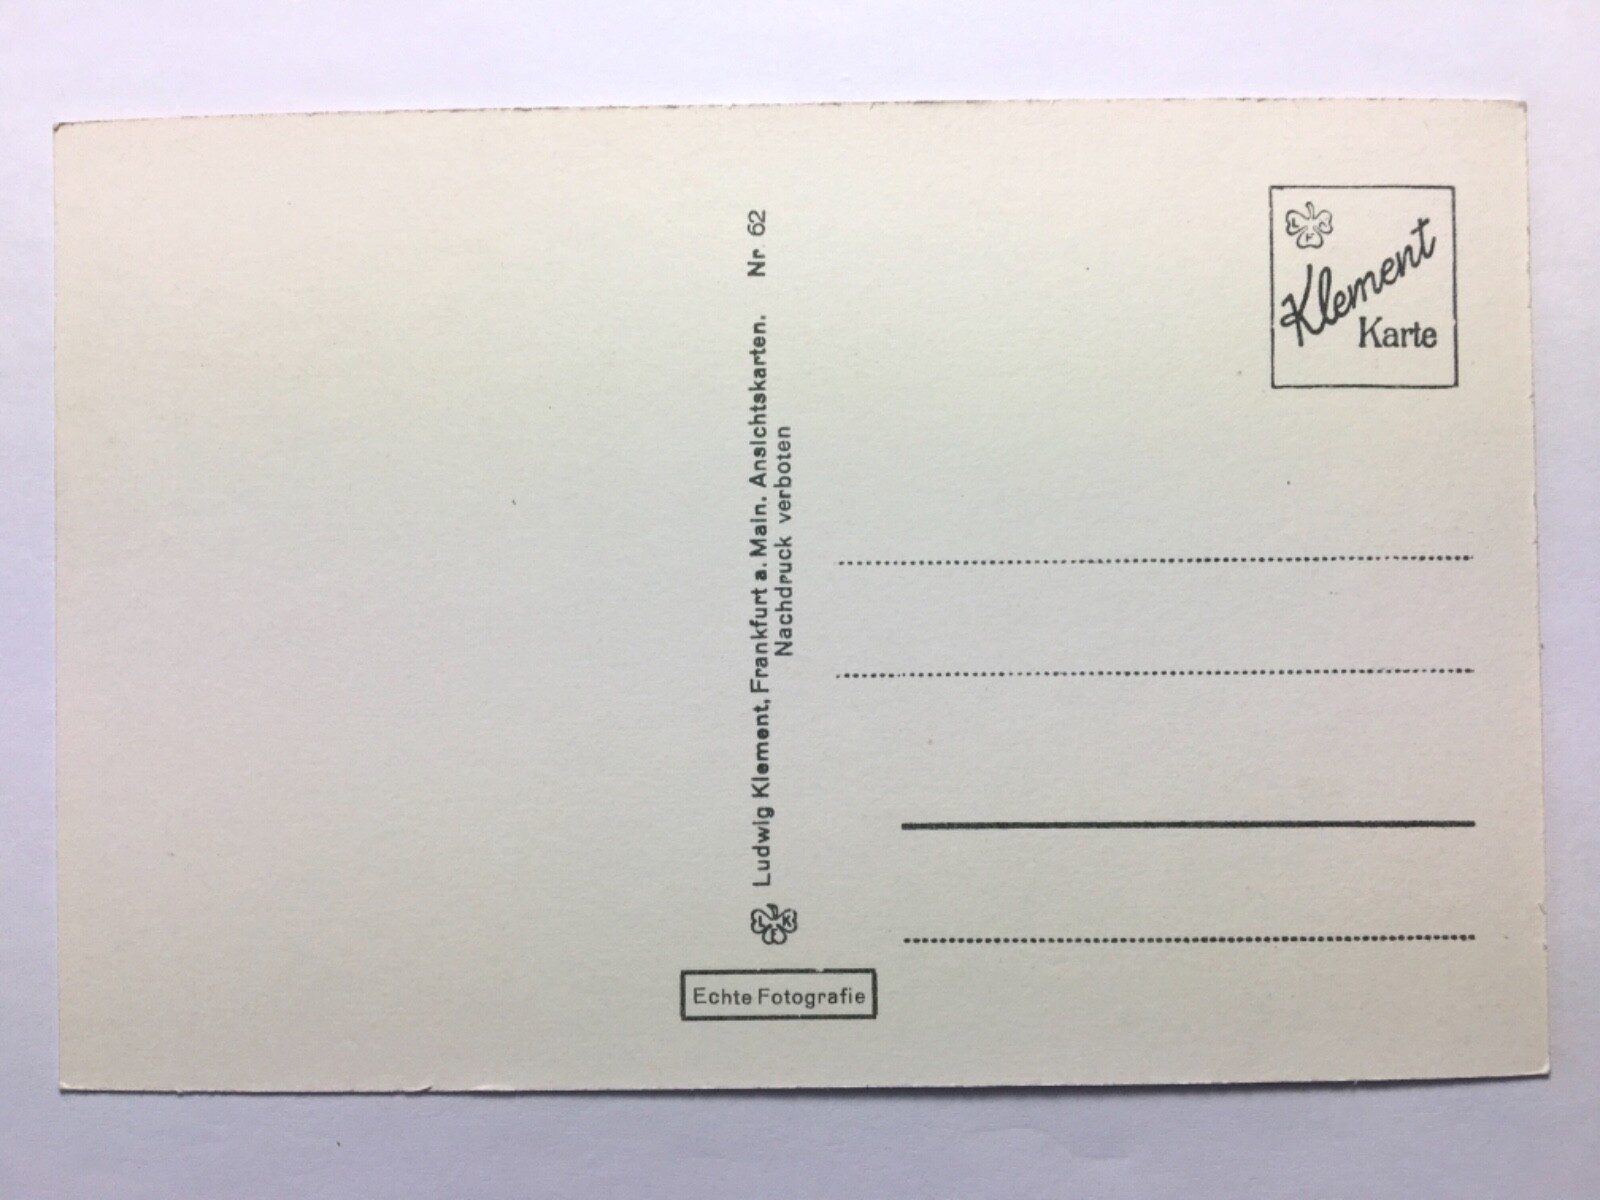 Klement
Karte
Ludwig Klement, Frankfurt a. Main. Ansichtskarten. Nr. 62
Nachdruck verboten
L F K
Echte Fotografie